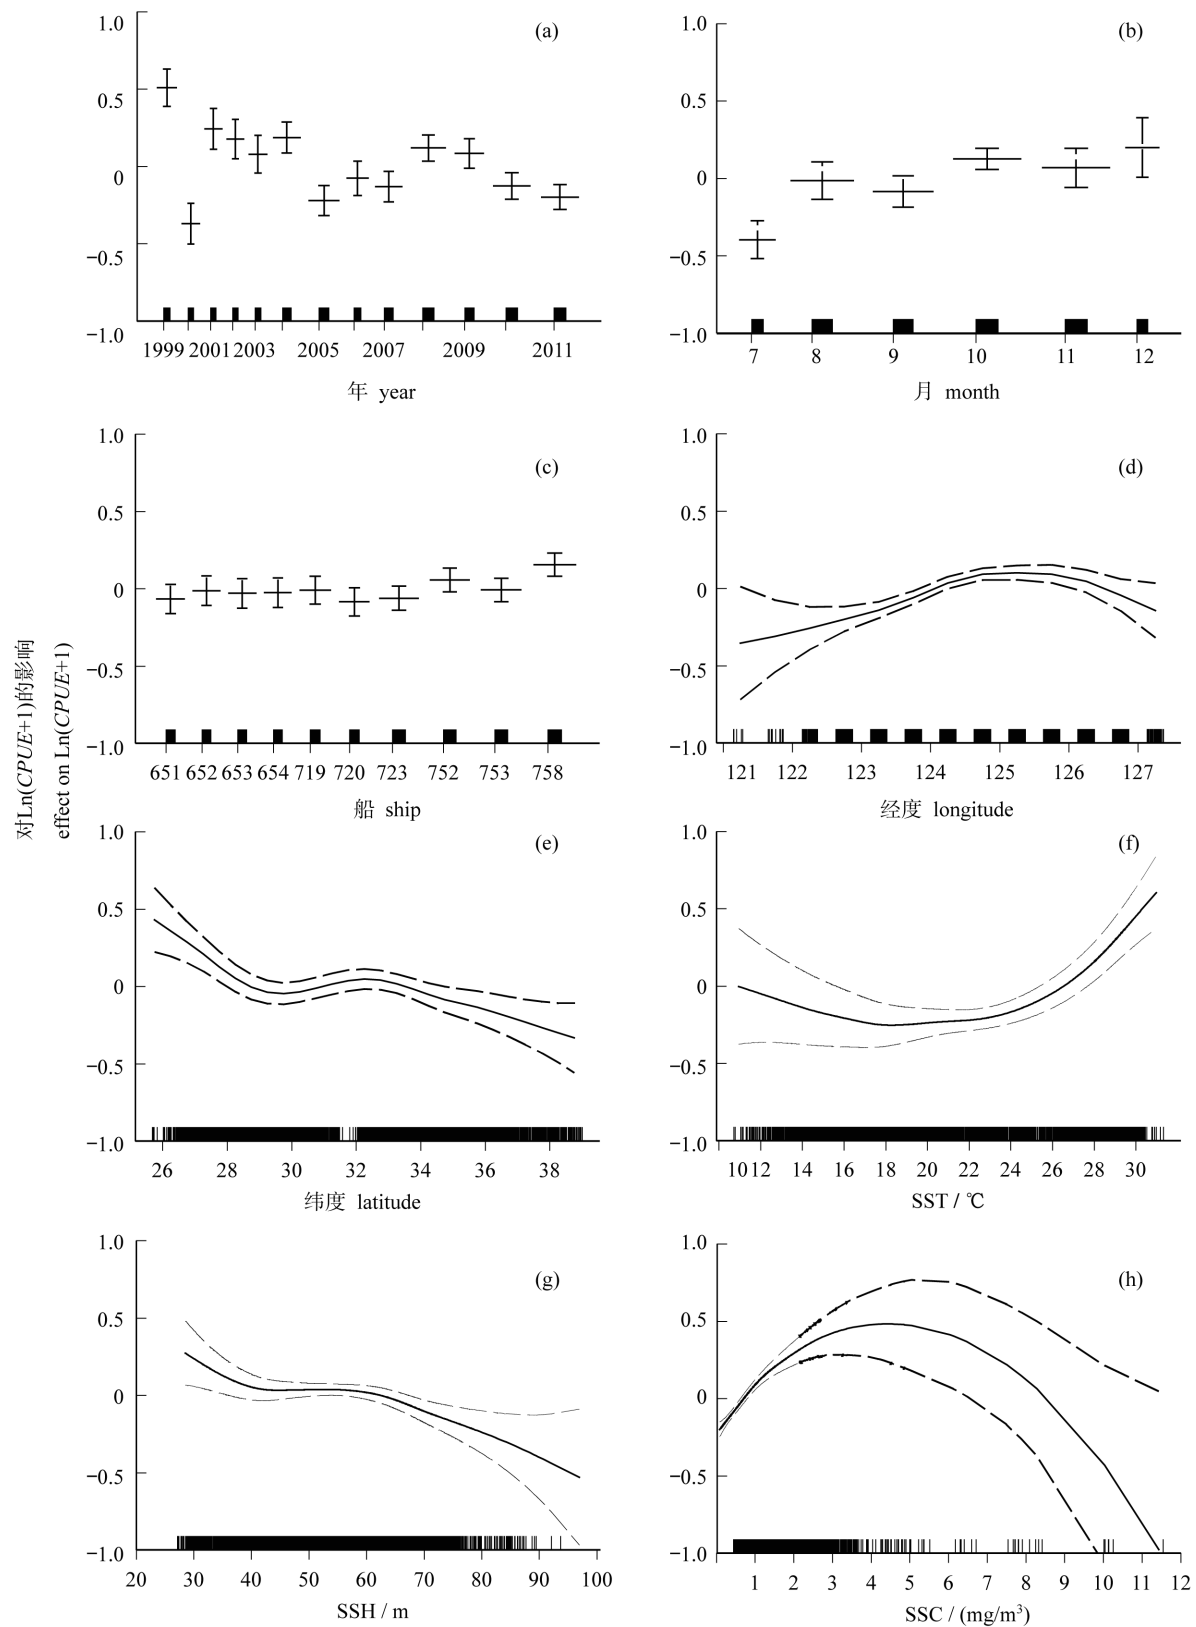 1.0
(a)
0.5
0
−0.5
−1.0
1999 2001 2003 2005 2007 2009 2011
年 year
1.0
(b)
0.5
0
−0.5
−1.0
7 8 9 10 11 12
月 month
1.0
(c)
0.5
0
−0.5
−1.0
651 652 653 654 719 720 723 752 753 758
船 ship
1.0
(d)
0.5
0
−0.5
−1.0
121 122 123 124 125 126 127
经度 longitude
对Ln(CPUE+1)的影响
effect on Ln(CPUE+1)
1.0
(e)
0.5
0
−0.5
−1.0
26 28 30 32 34 36 38
纬度 latitude
1.0
(f)
0.5
0
−0.5
−1.0
10 12 14 16 18 20 22 24 26 28 30
SST / ℃
1.0
(g)
0.5
0
−0.5
−1.0
20 30 40 50 60 70 80 90 100
SSH / m
1.0
(h)
0.5
0
−0.5
−1.0
1 2 3 4 5 6 7 8 9 10 11 12
SSC / (mg/m³)